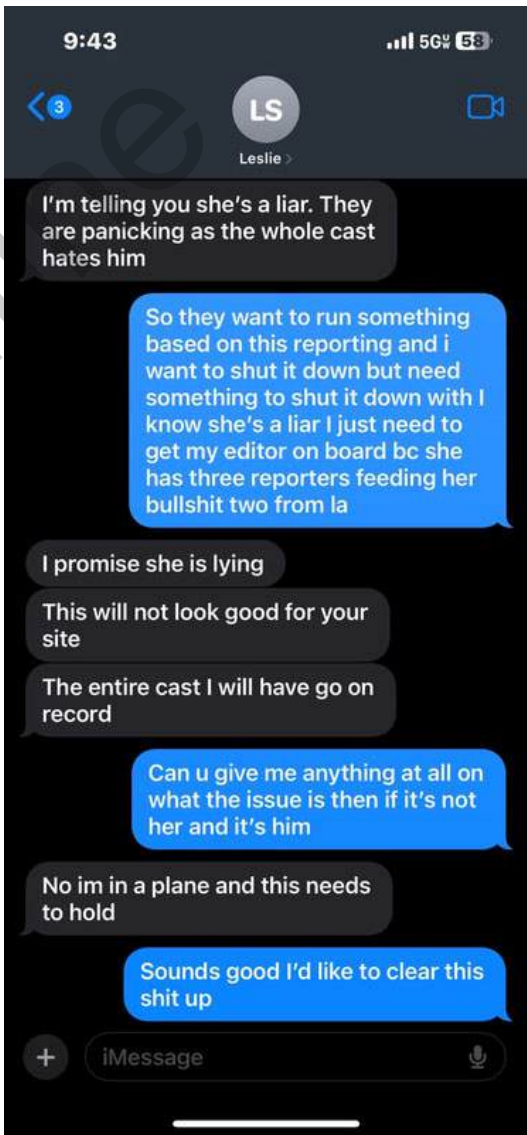 9:43
5GW 58
3
LS
Leslie >
I'm telling you she's a liar. They
are panicking as the whole cast
hates him
So they want to run something
based on this reporting and i
want to shut it down but need
something to shut it down with I
know she's a liar I just need to
get my editor on board bc she
has three reporters feeding her
bullshit two from la
I promise she is lying
This will not look good for your
site
The entire cast I will have go on
record
Can u give me anything at all on
what the issue is then if it's not
her and it's him
No im in a plane and this needs
to hold
Sounds good I'd like to clear this
shit up
+ iMessage